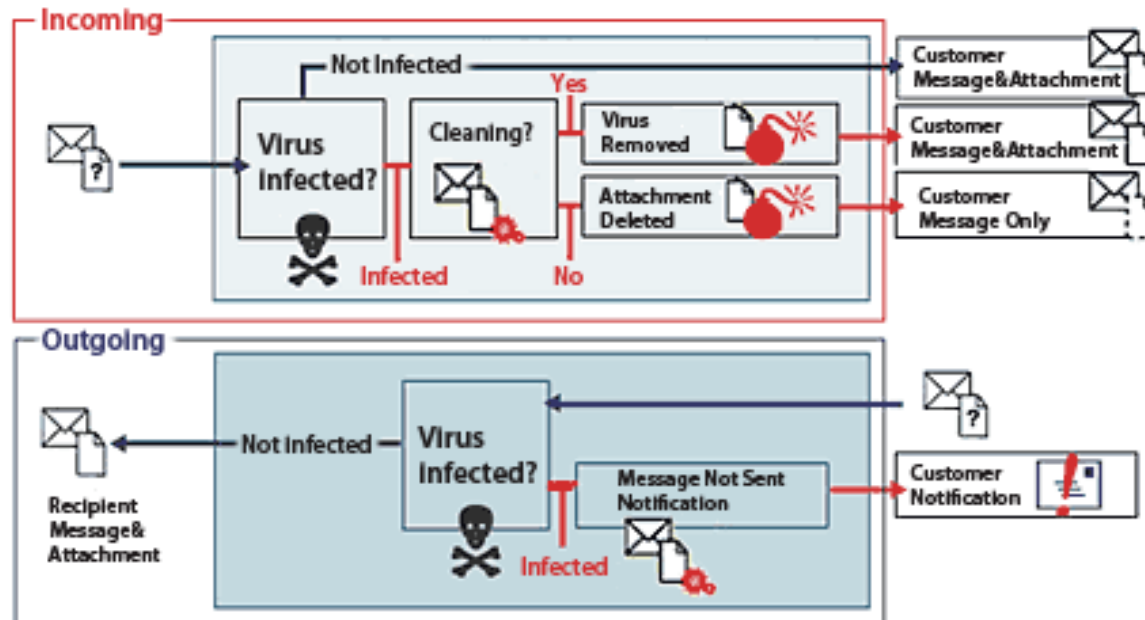 Incoming
Not Infected
Customer
Message&Attachment
Yes
Virus
infected?
Cleaning?
Virus
Removed
Customer
Message&Attachment
?
Attachment
Deleted
Customer
Message Only
Infected
No
Outgoing
?
Not infected
Virus
infected?
Message Not Sent
Notification
Customer
Notification
Recipient
Message&
Attachment
Infected